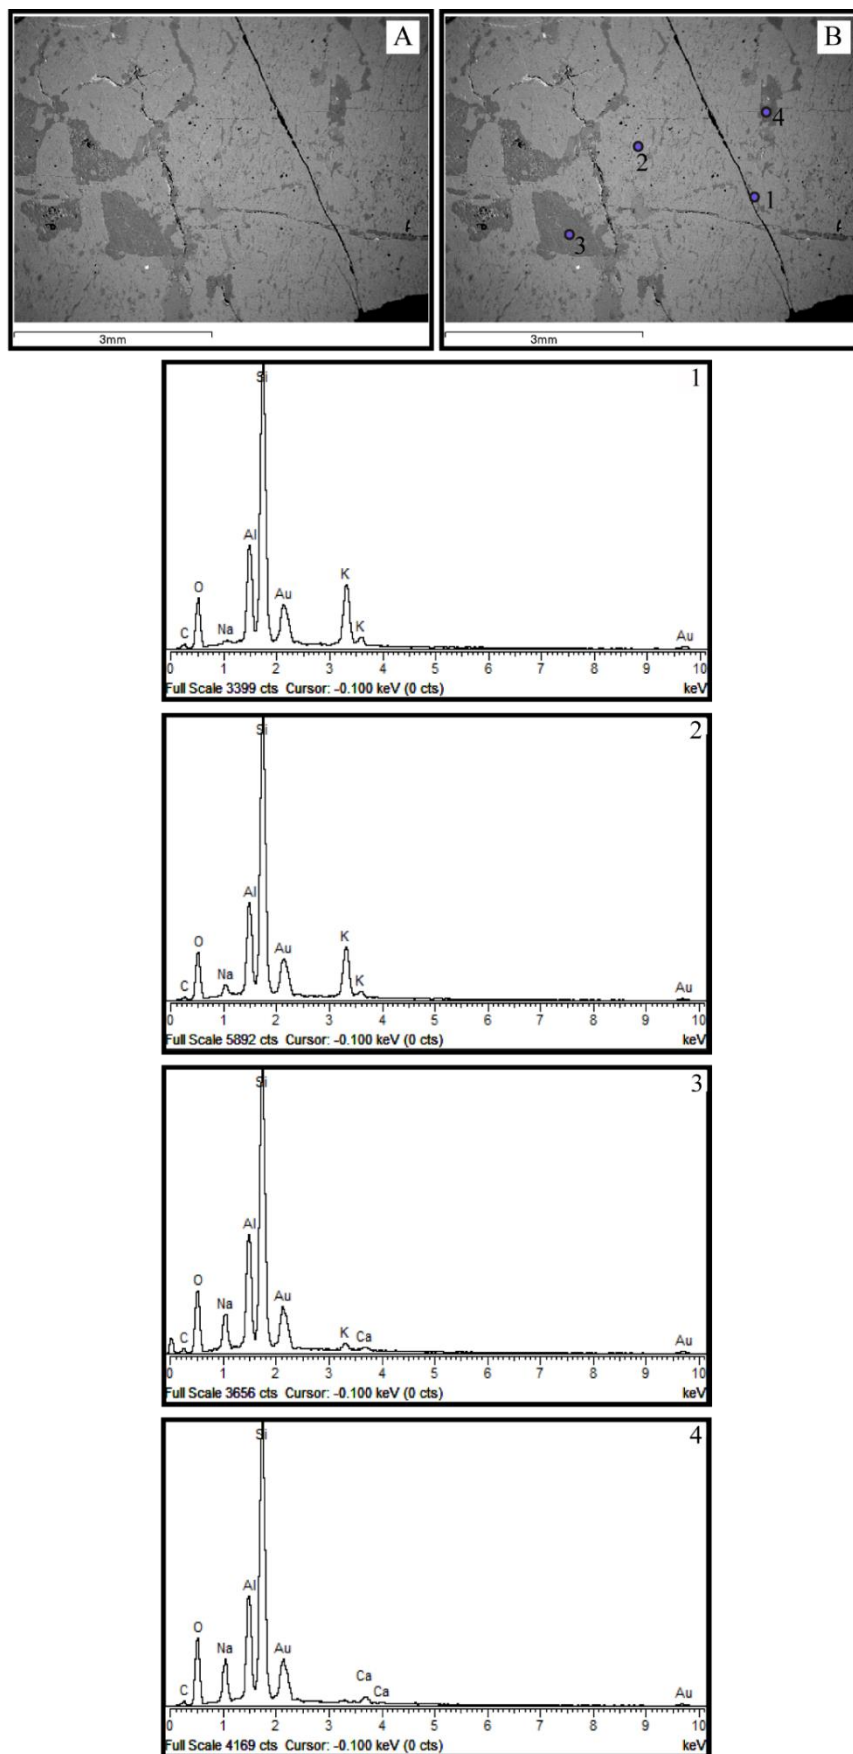 A
B
4
2
1
3
3mm
3mm
1
Si
Al
O
K
Au
Na
C
K
Au
0 1 2 3 4 5 6 7 8 9 10
Full Scale 3399 cts Cursor: -0.100 keV (0 cts) keV
2
Si
Al
O
K
Au
Na
C
K
Au
0 1 2 3 4 5 6 7 8 9 10
Full Scale 5892 cts Cursor: -0.100 keV (0 cts) keV
3
Si
Al
O
Au
Na
C
K Ca
Au
0 1 2 3 4 5 6 7 8 9 10
Full Scale 3656 cts Cursor: -0.100 keV (0 cts) keV
4
Si
Al
O
Na
Au
Ca
C
Ca
Au
0 1 2 3 4 5 6 7 8 9 10
Full Scale 4169 cts Cursor: -0.100 keV (0 cts) keV